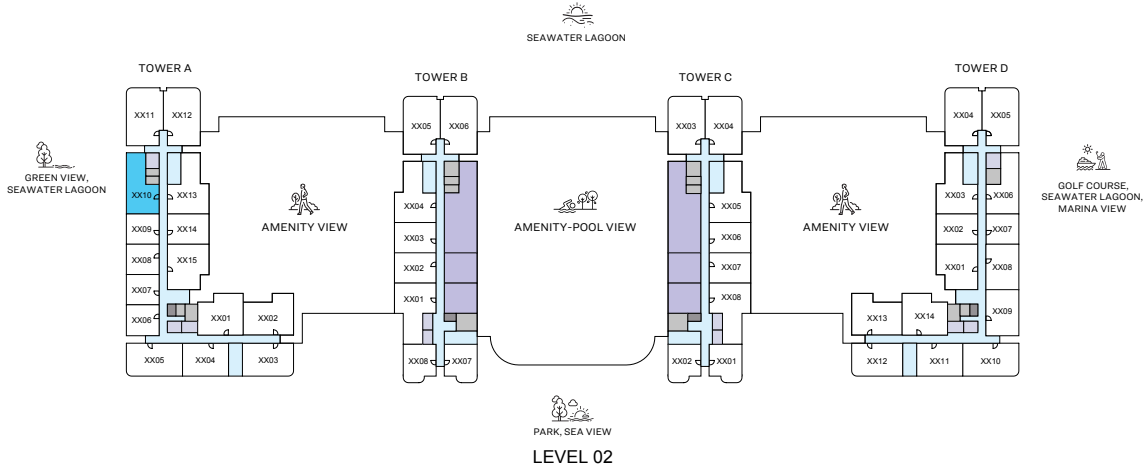 SEAWATER LAGOON
TOWER A
TOWER B
TOWER C
TOWER D
XX11
XX12
XX10
XX13
XX09
XX14
XX08
XX15
XX07
XX06
XX01
XX02
XX05
XX04
XX03
GREEN VIEW,
SEAWATER LAGOON
AMENITY VIEW
XX05
XX06
XX04
XX03
XX02
XX01
XX08
XX07
AMENITY-POOL VIEW
XX03
XX04
XX05
XX06
XX07
XX08
XX02
XX01
AMENITY VIEW
XX04
XX05
XX03
XX06
XX02
XX07
XX01
XX08
XX09
XX13
XX14
XX12
XX11
XX10
GOLF COURSE,
SEAWATER LAGOON,
MARINA VIEW
PARK, SEA VIEW
LEVEL 02